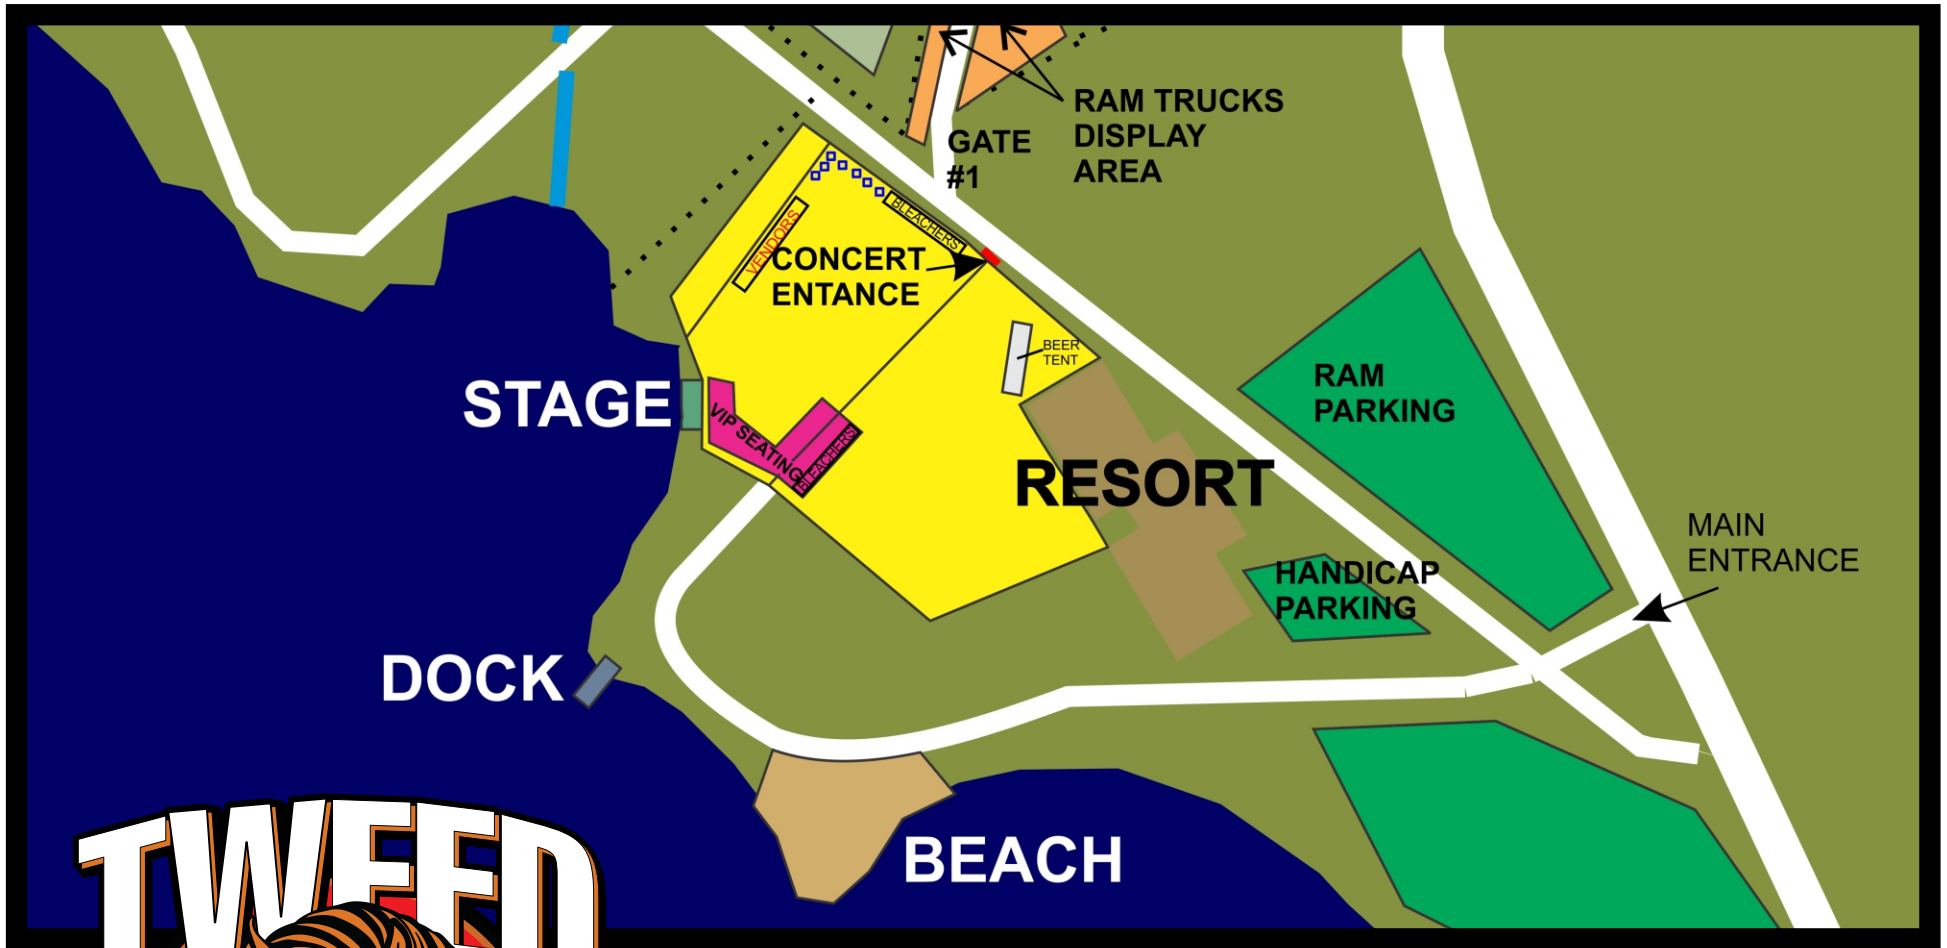 RAM TRUCKS
DISPLAY
AREA
GATE
#1
BLEACHERS
VENDORS
CONCERT
ENTANCE
BEER
TENT
RAM
PARKING
STAGE
VIP SEATING
BLEACHERS
RESORT
MAIN
ENTRANCE
HANDICAP
PARKING
DOCK
BEACH
TWEED